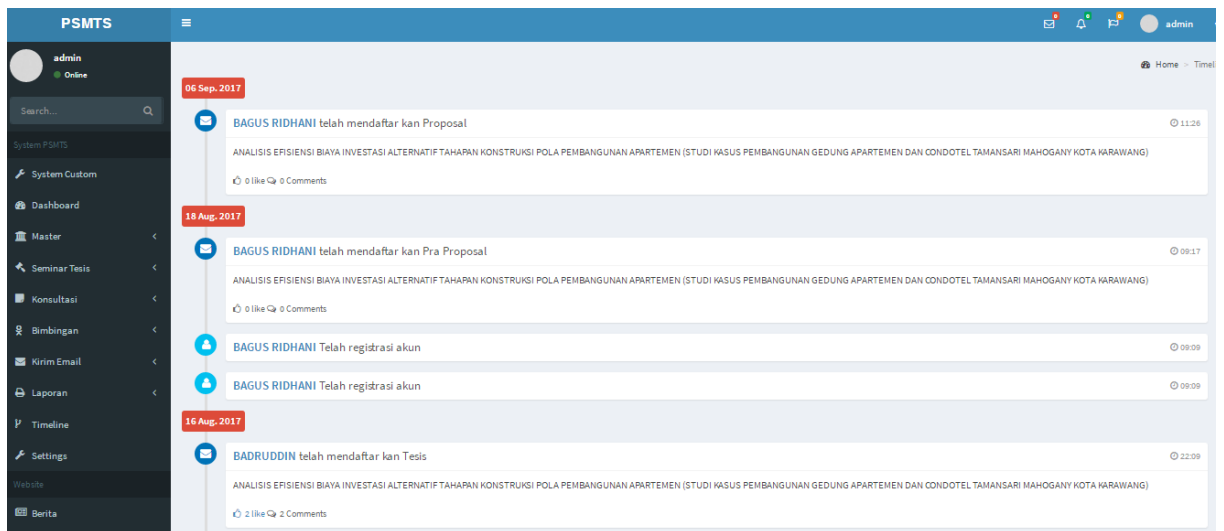 PSMTS
admin
admin
Online
Home > Timel
Search...
System PSMTS
System Custom
Dashboard
Master
Seminar Tesis
Konsultasi
Bimbingan
Kirim Email
Laporan
Timeline
Settings
Website
Berita
06 Sep. 2017
BAGUS RIDHANI telah mendaftar kan Proposal 11:26
ANALISIS EFISIENSI BIAYA INVESTASI ALTERNATIF TAHAPAN KONSTRUKSI POLA PEMBANGUNAN APARTEMEN (STUDI KASUS PEMBANGUNAN GEDUNG APARTEMEN DAN CONDOTEL TAMANSARI MAHOGANY KOTA KARAWANG)
0 like 0 Comments
18 Aug. 2017
BAGUS RIDHANI telah mendaftar kan Pra Proposal 09:17
ANALISIS EFISIENSI BIAYA INVESTASI ALTERNATIF TAHAPAN KONSTRUKSI POLA PEMBANGUNAN APARTEMEN (STUDI KASUS PEMBANGUNAN GEDUNG APARTEMEN DAN CONDOTEL TAMANSARI MAHOGANY KOTA KARAWANG)
0 like 0 Comments
BAGUS RIDHANI Telah registrasi akun 09:09
BAGUS RIDHANI Telah registrasi akun 09:09
16 Aug. 2017
BADRUDDIN telah mendaftar kan Tesis 22:09
ANALISIS EFISIENSI BIAYA INVESTASI ALTERNATIF TAHAPAN KONSTRUKSI POLA PEMBANGUNAN APARTEMEN (STUDI KASUS PEMBANGUNAN GEDUNG APARTEMEN DAN CONDOTEL TAMANSARI MAHOGANY KOTA KARAWANG)
2 like 2 Comments